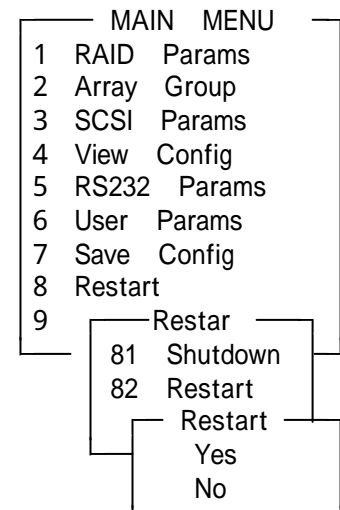 MAIN MENU
1 RAID Params
2 Array Group
3 SCSI Params
4 View Config
5 RS232 Params
6 User Params
7 Save Config
8 Restart
9 Restar
81 Shutdown
82 Restart
Restart
Yes
No